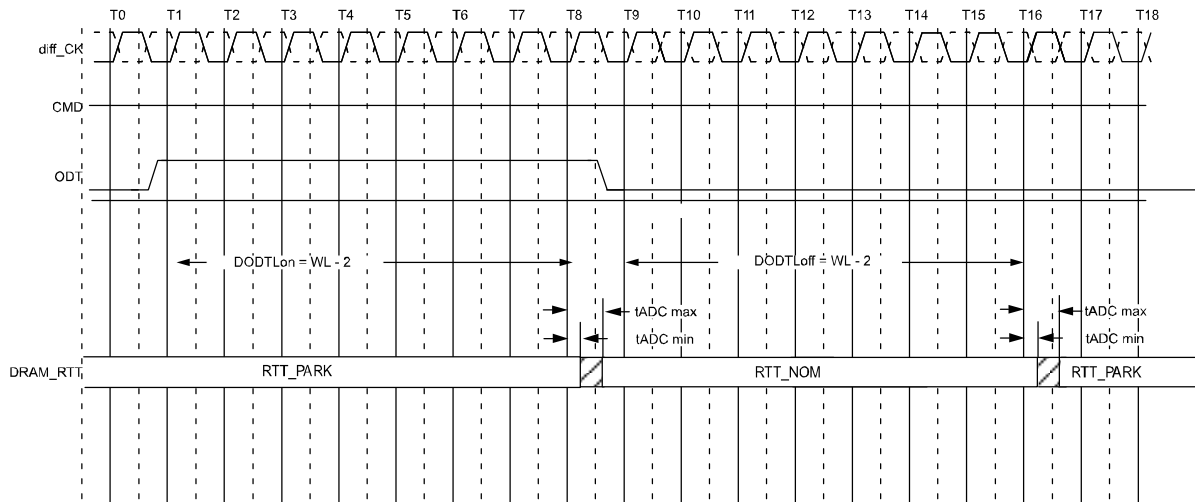 T0 T1 T2 T3 T4 T5 T6 T7 T8 T9 T10 T11 T12 T13 T14 T15 T16 T17 T18
diff_CK
CMD
ODT
DODTLon = WL - 2 DODTLoff = WL - 2
tADC max tADC max
tADC min tADC min
DRAM_RTT RTT_PARK RTT_NOM RTT_PARK